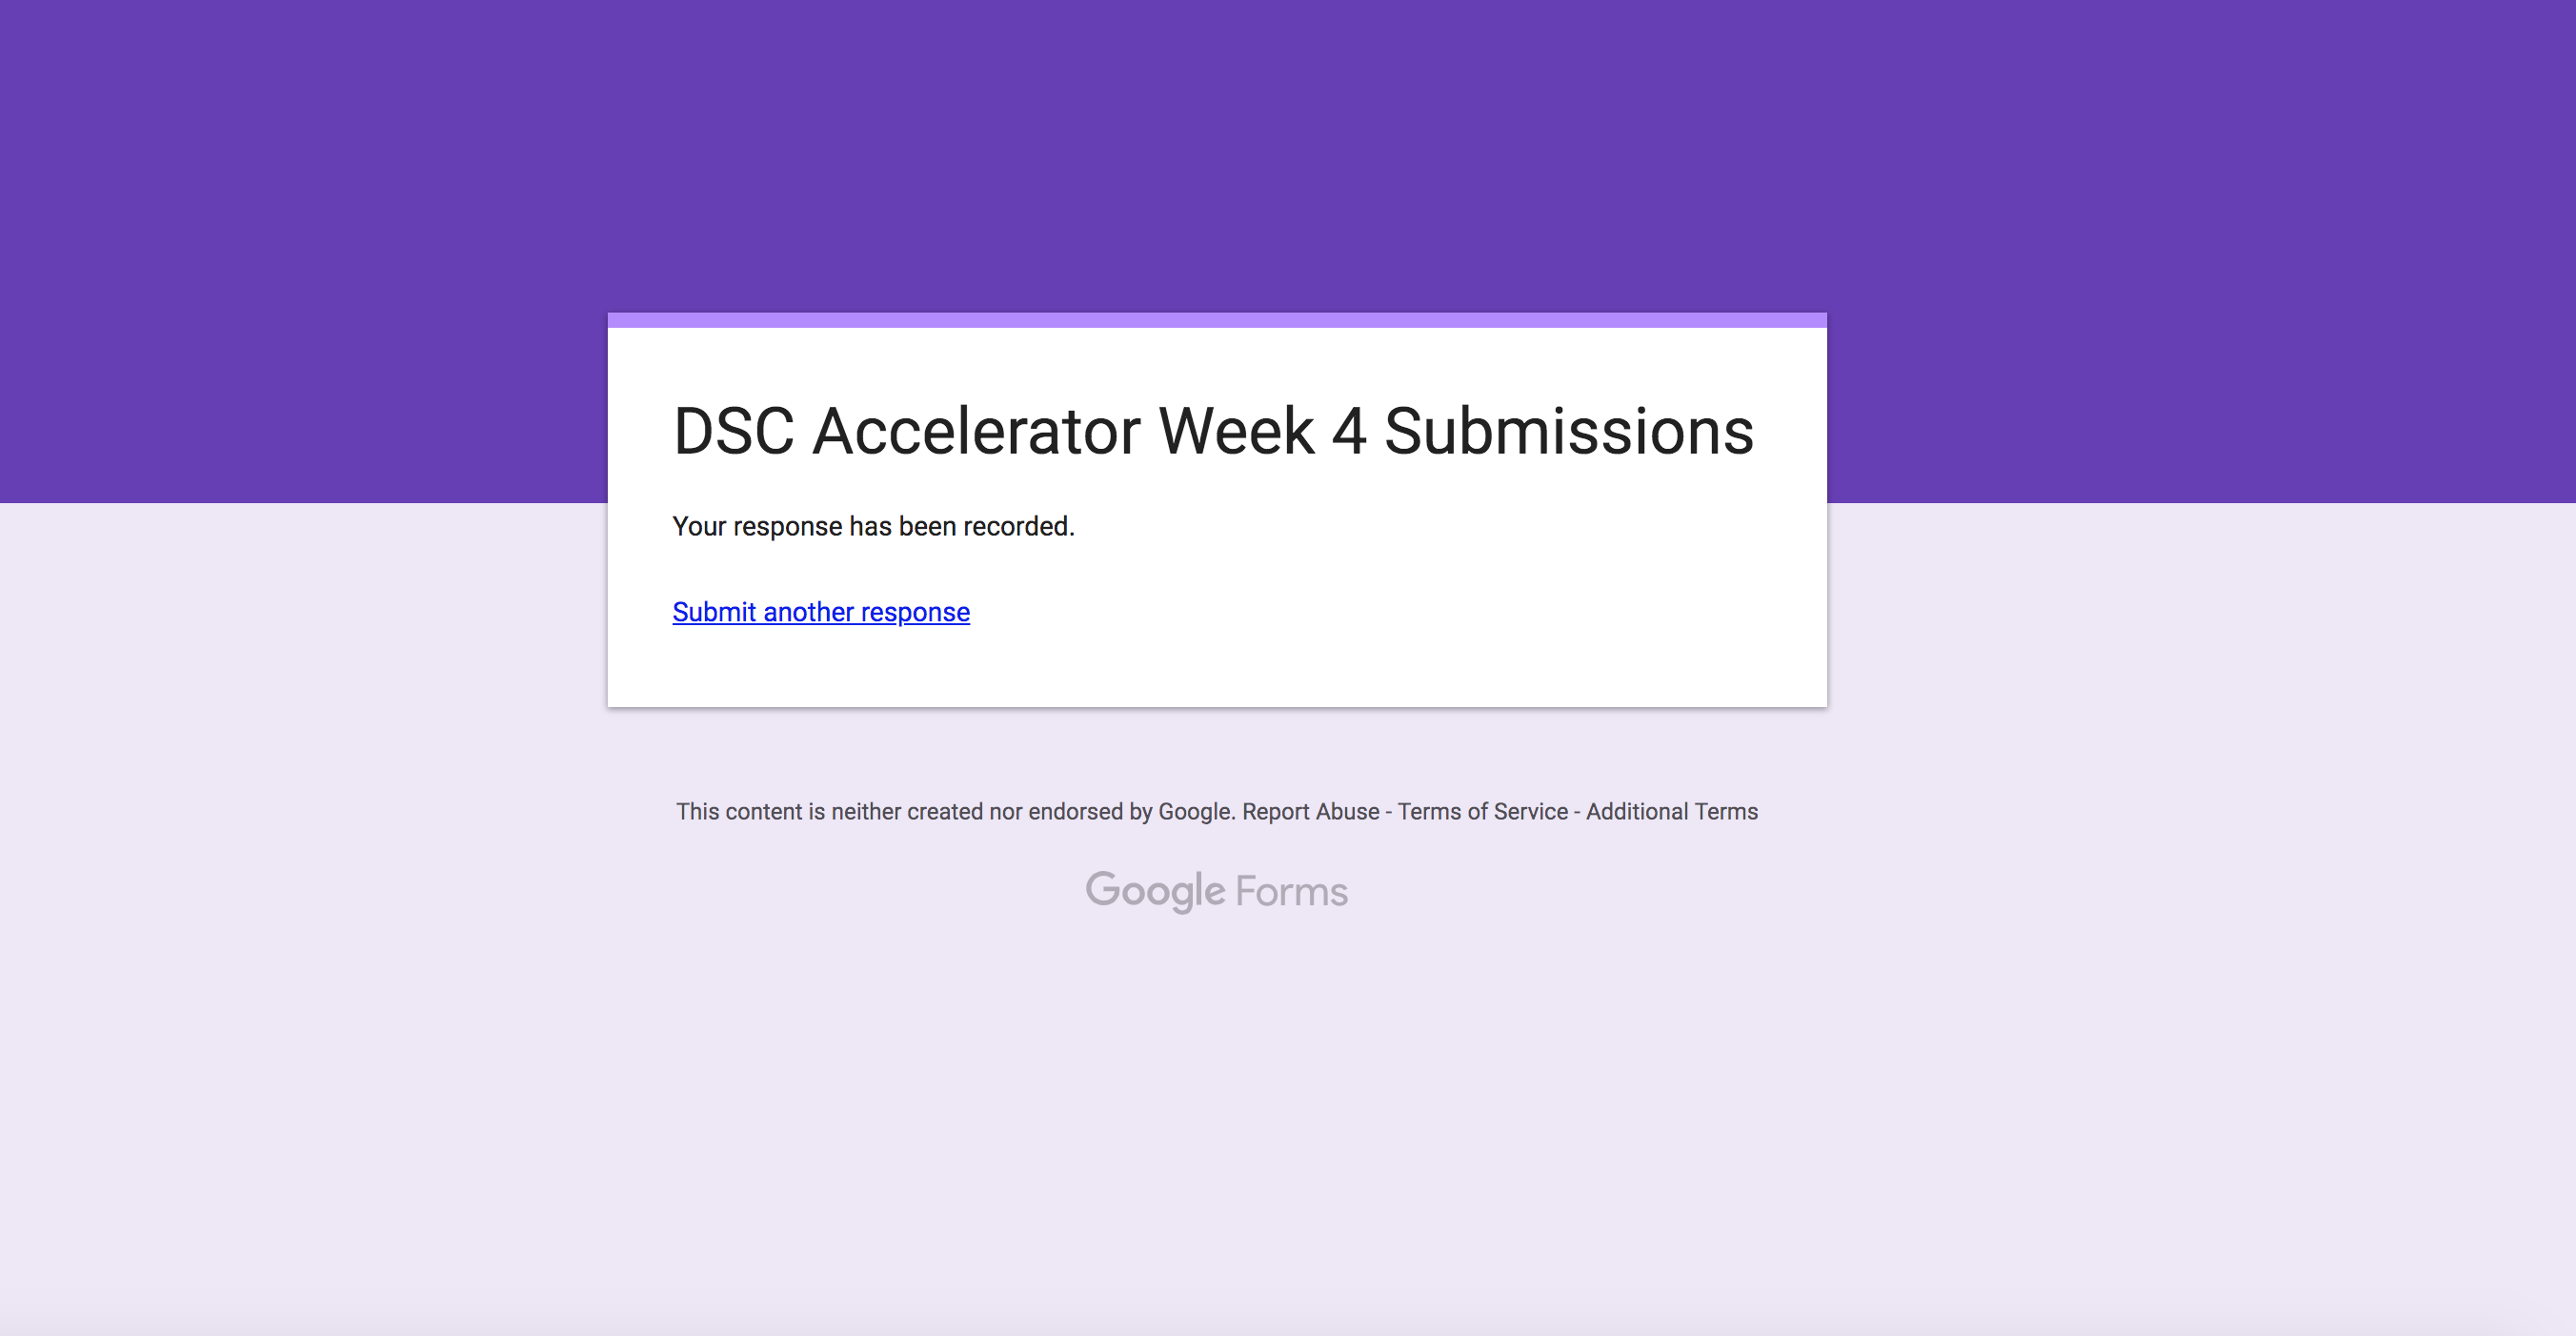 DSC Accelerator Week 4 Submissions
Your response has been recorded.
Submit another response
This content is neither created nor endorsed by Google. Report Abuse - Terms of Service - Additional Terms
Google Forms